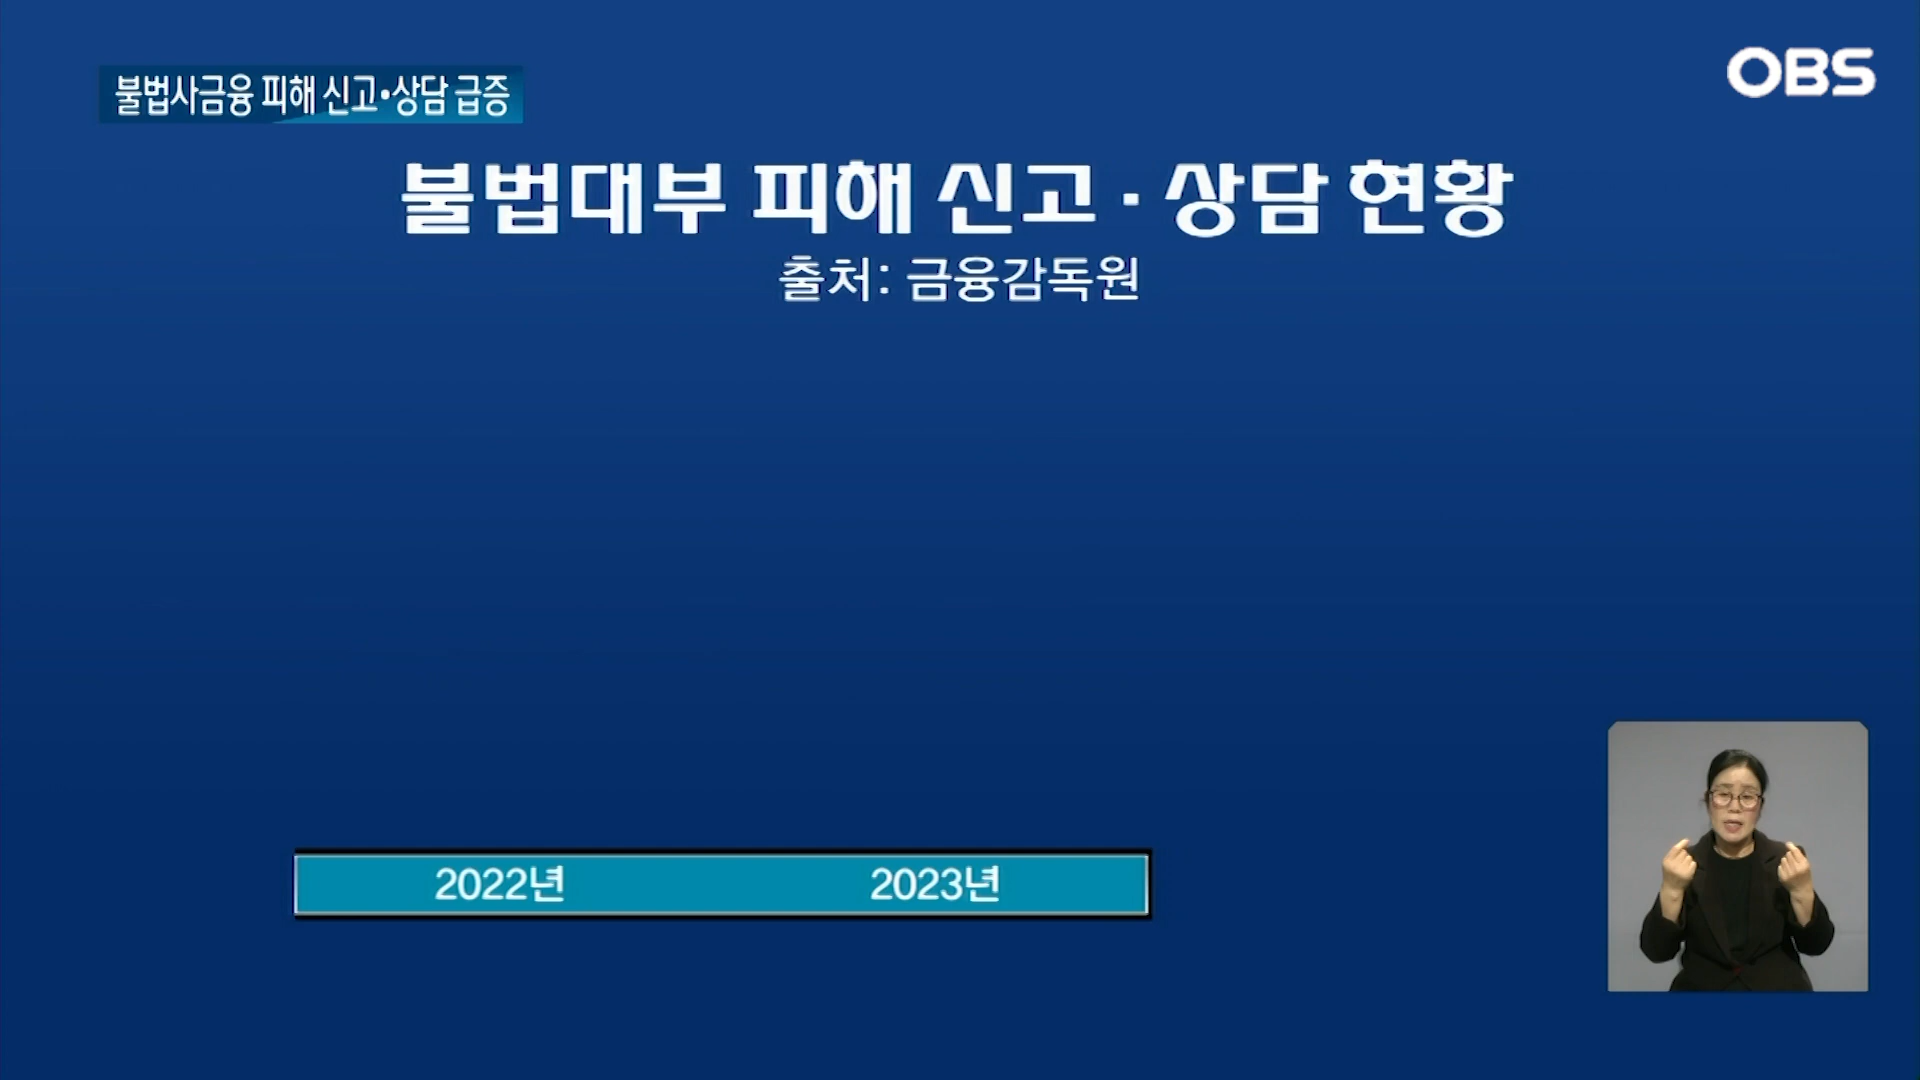 불법사금융 피해 신고•상담 급증
OBS
불법대부 피해 신고 · 상담 현황
출처: 금융감독원
2022년 2023년